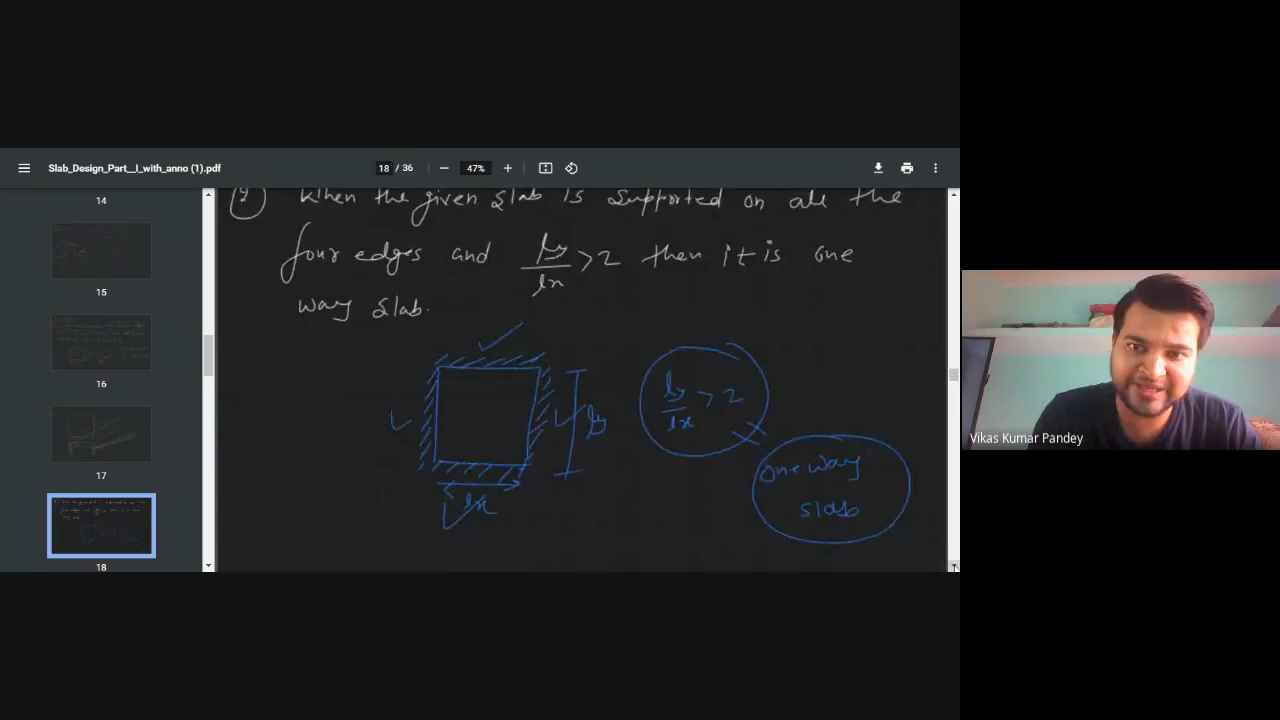 Slab_Design_Part__I_with_anno (1).pdf
18 / 36
47%
14
15
16
17
18
(2) When the given slab is supported on all the
four edges and ly/lx > 2 then it is one
way slab.
ly
lx
ly/lx > 2
one way
slab
Vikas Kumar Pandey